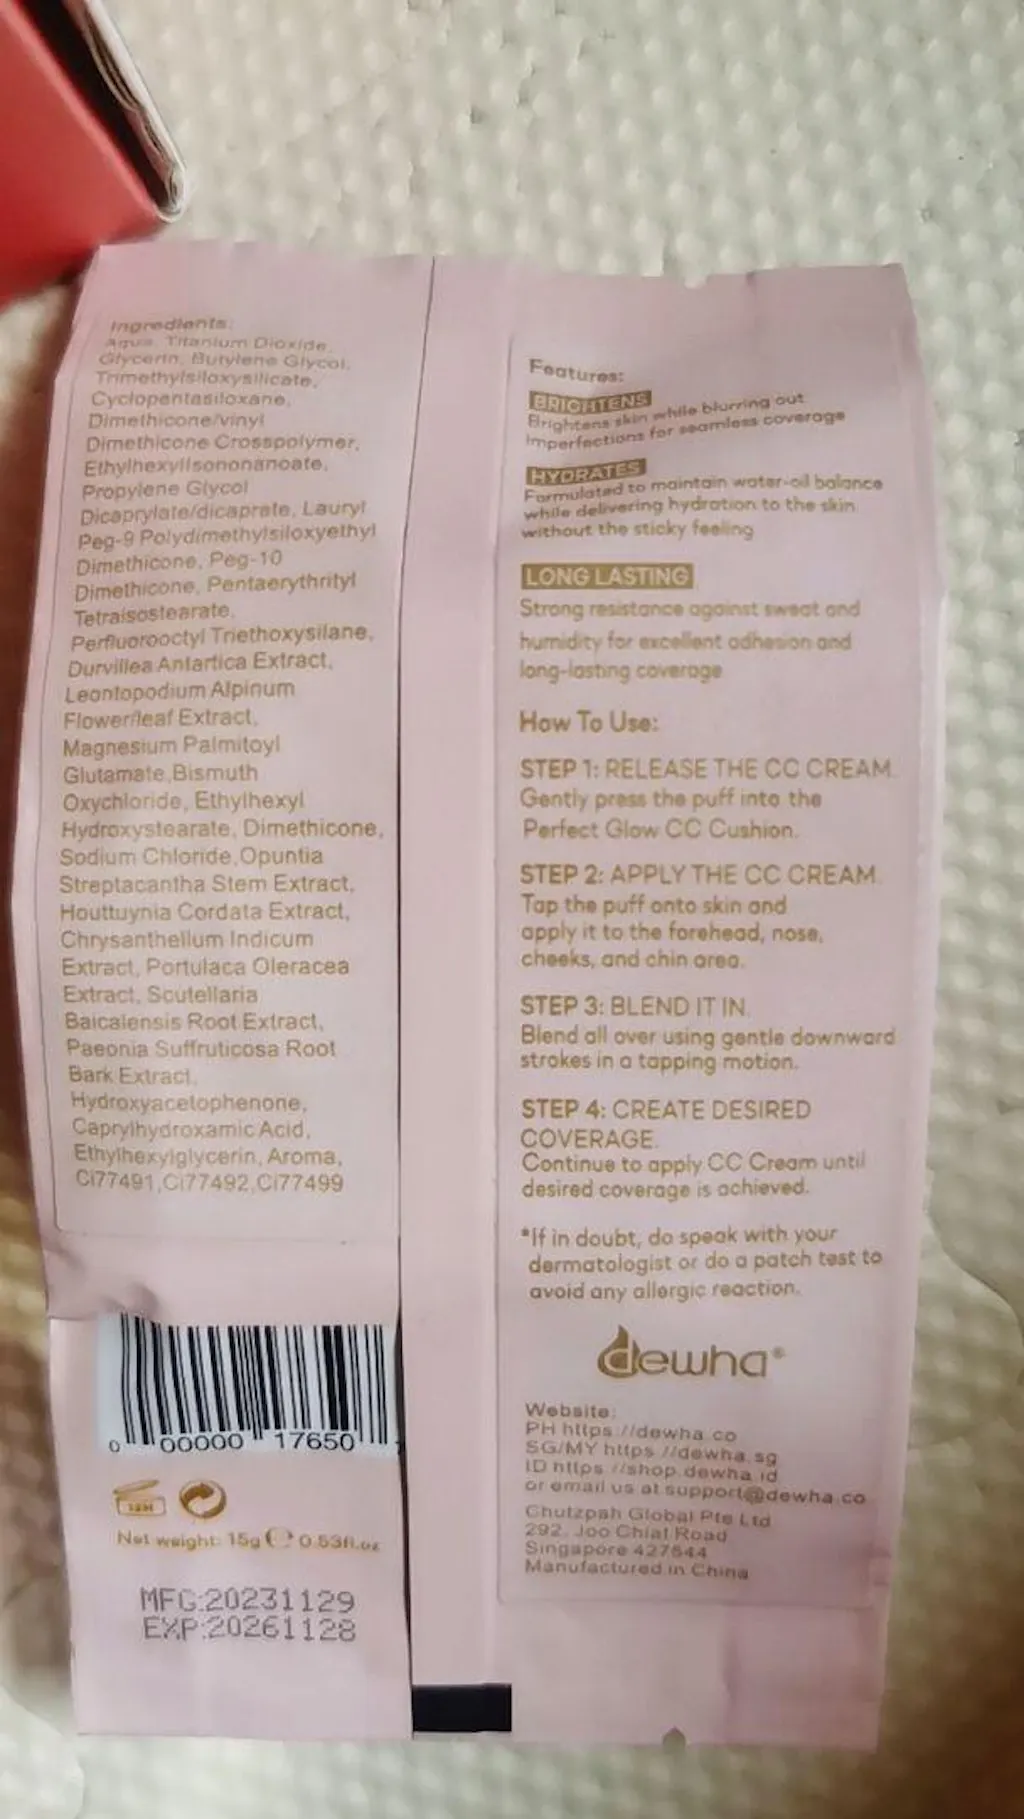 Ingredients:
Aqua, Titanium Dioxide,
Glycerin, Butylene Glycol,
Trimethylsiloxysilicate,
Cyclopentasiloxane,
Dimethicone/vinyl
Dimethicone Crosspolymer,
Ethylhexyllsononanoate,
Propylene Glycol
Dicaprylate/dicaprate, Lauryl
Peg-9 Polydimethylsiloxyethyl
Dimethicone, Peg-10
Dimethicone, Pentaerythrityl
Tetraisostearate,
Perfluorooctyl Triethoxysilane,
Durvillea Antartica Extract,
Leontopodium Alpinum
Flower/leaf Extract,
Magnesium Palmitoyl
Glutamate,Bismuth
Oxychloride, Ethylhexyl
Hydroxystearate, Dimethicone,
Sodium Chloride,Opuntia
Streptacantha Stem Extract,
Houttuynia Cordata Extract,
Chrysanthellum Indicum
Extract, Portulaca Oleracea
Extract, Scutellaria
Baicalensis Root Extract,
Paeonia Suffruticosa Root
Bark Extract,
Hydroxyacetophenone,
Caprylhydroxamic Acid,
Ethylhexylglycerin, Aroma,
Ci77491,Ci77492,Ci77499
0 00000 17650
12M
Net weight: 15g e 0.53fl.oz
MFG:20231129
EXP:20261128
Features:
BRIGHTENS
Brightens skin while blurring out
imperfections for seamless coverage
HYDRATES
Formulated to maintain water-oil balance
while delivering hydration to the skin
without the sticky feeling
LONG LASTING
Strong resistance against sweat and
humidity for excellent adhesion and
long-lasting coverage
How To Use:
STEP 1: RELEASE THE CC CREAM.
Gently press the puff into the
Perfect Glow CC Cushion.
STEP 2: APPLY THE CC CREAM.
Tap the puff onto skin and
apply it to the forehead, nose,
cheeks, and chin area.
STEP 3: BLEND IT IN.
Blend all over using gentle downward
strokes in a tapping motion.
STEP 4: CREATE DESIRED
COVERAGE.
Continue to apply CC Cream until
desired coverage is achieved.
*If in doubt, do speak with your
dermatologist or do a patch test to
avoid any allergic reaction.
dewha®
Website:
PH https://dewha.co
SG/MY https://dewha.sg
ID https://shop.dewha.id
or email us at support@dewha.co
Chutzpah Global Pte Ltd
292, Joo Chiat Road
Singapore 427544
Manufactured in China